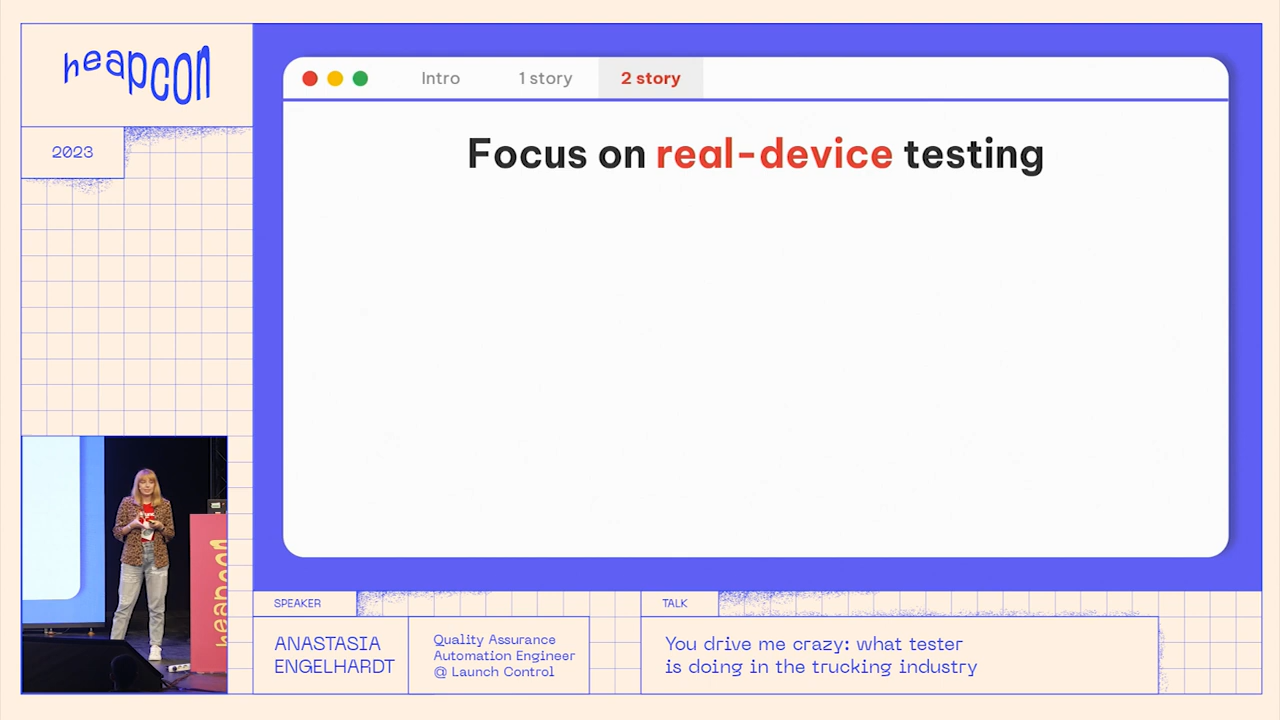 heapcon
2023
Intro
1 story
2 story
Focus on real-device testing
heapcon
SPEAKER
ANASTASIA
ENGELHARDT
Quality Assurance
Automation Engineer
@ Launch Control
TALK
You drive me crazy: what tester
is doing in the trucking industry